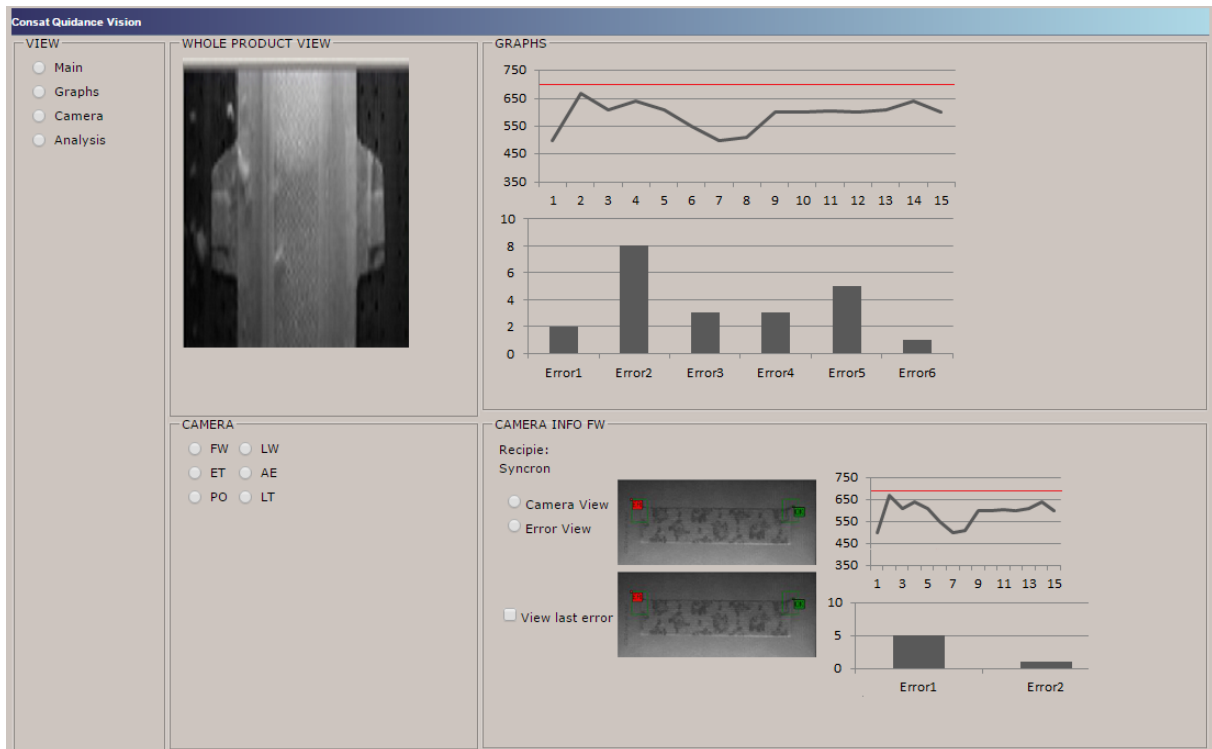 Consat Quidance Vision
VIEW
Main
Graphs
Camera
Analysis
WHOLE PRODUCT VIEW
GRAPHS
750
650
550
450
350
1 2 3 4 5 6 7 8 9 10 11 12 13 14 15
10
8
6
4
2
0
Error1 Error2 Error3 Error4 Error5 Error6
CAMERA
FW LW
ET AE
PO LT
CAMERA INFO FW
Recipie:
Syncron
Camera View
Error View
View last error
750
650
550
450
350
1 3 5 7 9 11 13 15
10
5
0
Error1 Error2